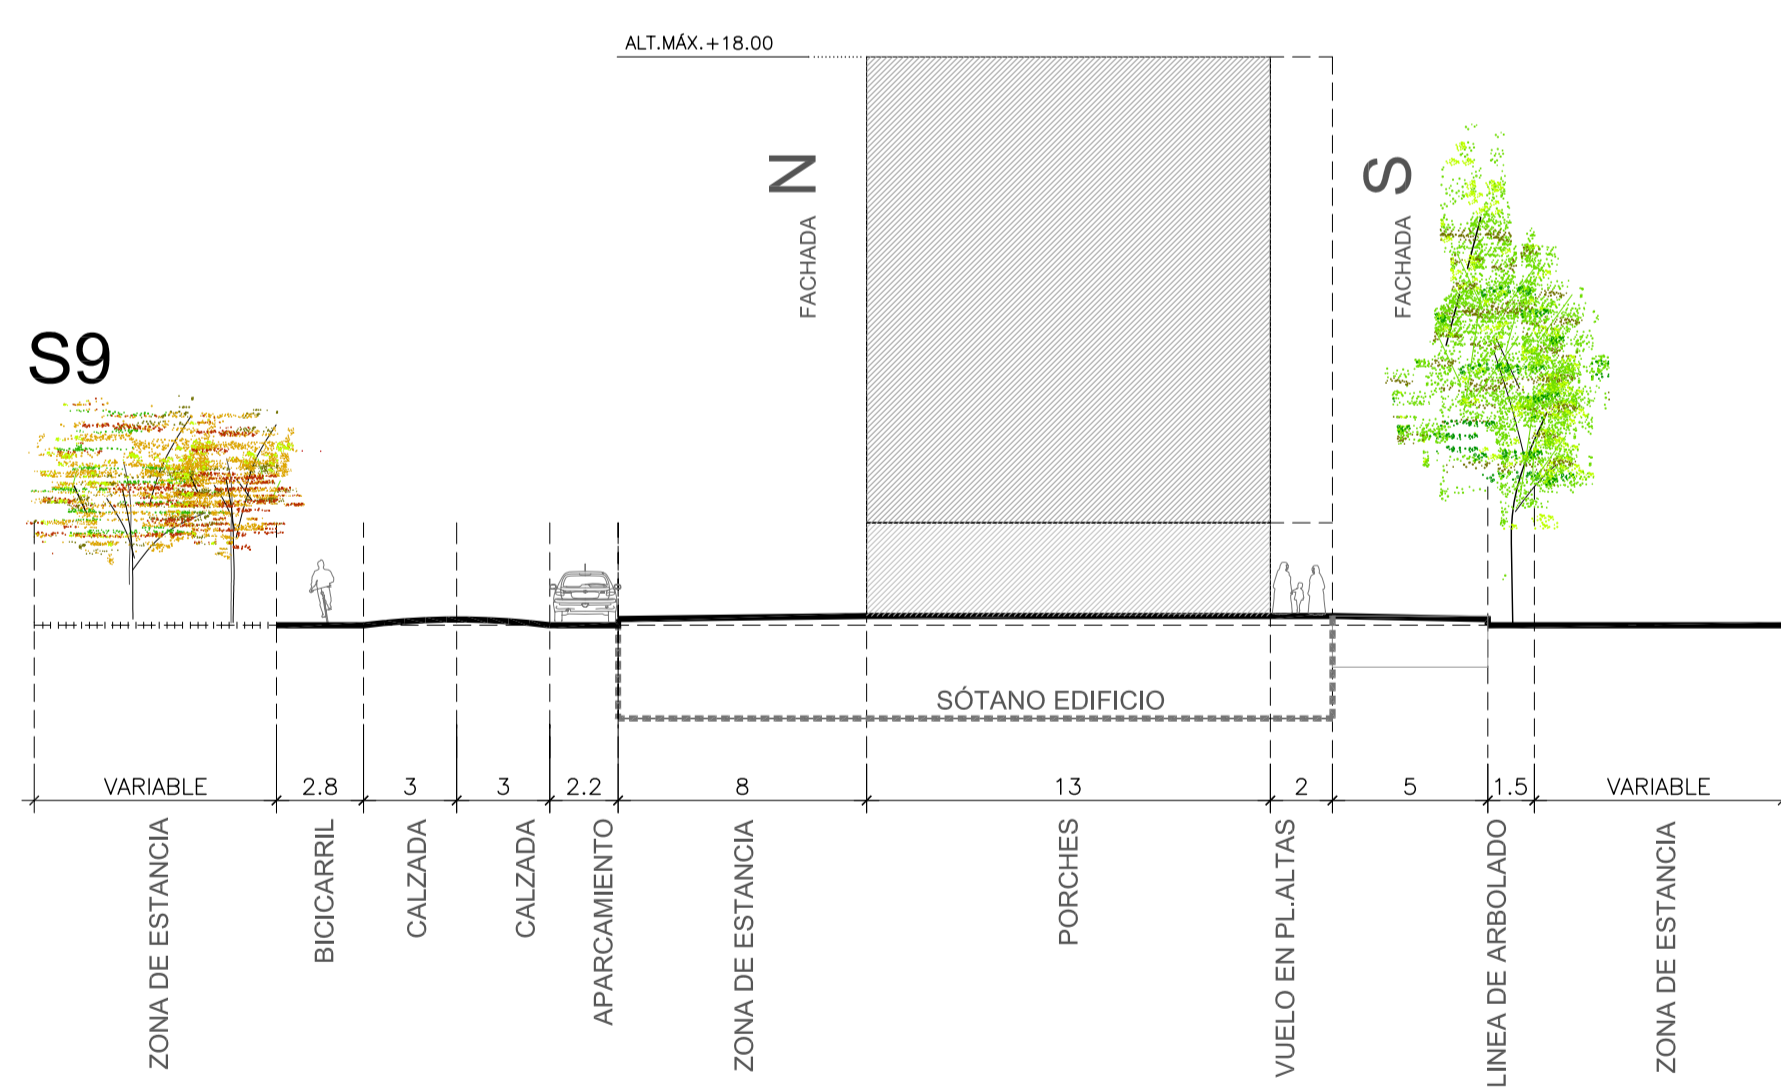 ALT.MÁX.+18.00
N
FACHADA
S
FACHADA
S9
SÓTANO EDIFICIO
VARIABLE
2.8
3
3
2.2
8
13
2
5
1.5
VARIABLE
ZONA DE ESTANCIA
BICICARRIL
CALZADA
CALZADA
APARCAMIENTO
ZONA DE ESTANCIA
PORCHES
VUELO EN PL.ALTAS
LINEA DE ARBOLADO
ZONA DE ESTANCIA